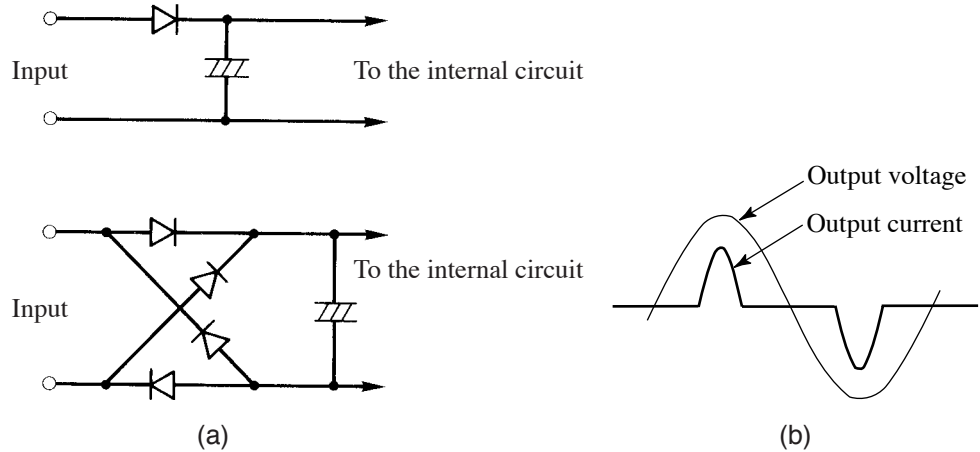 Input
To the internal circuit
Input
To the internal circuit
(a)
Output voltage
Output current
(b)